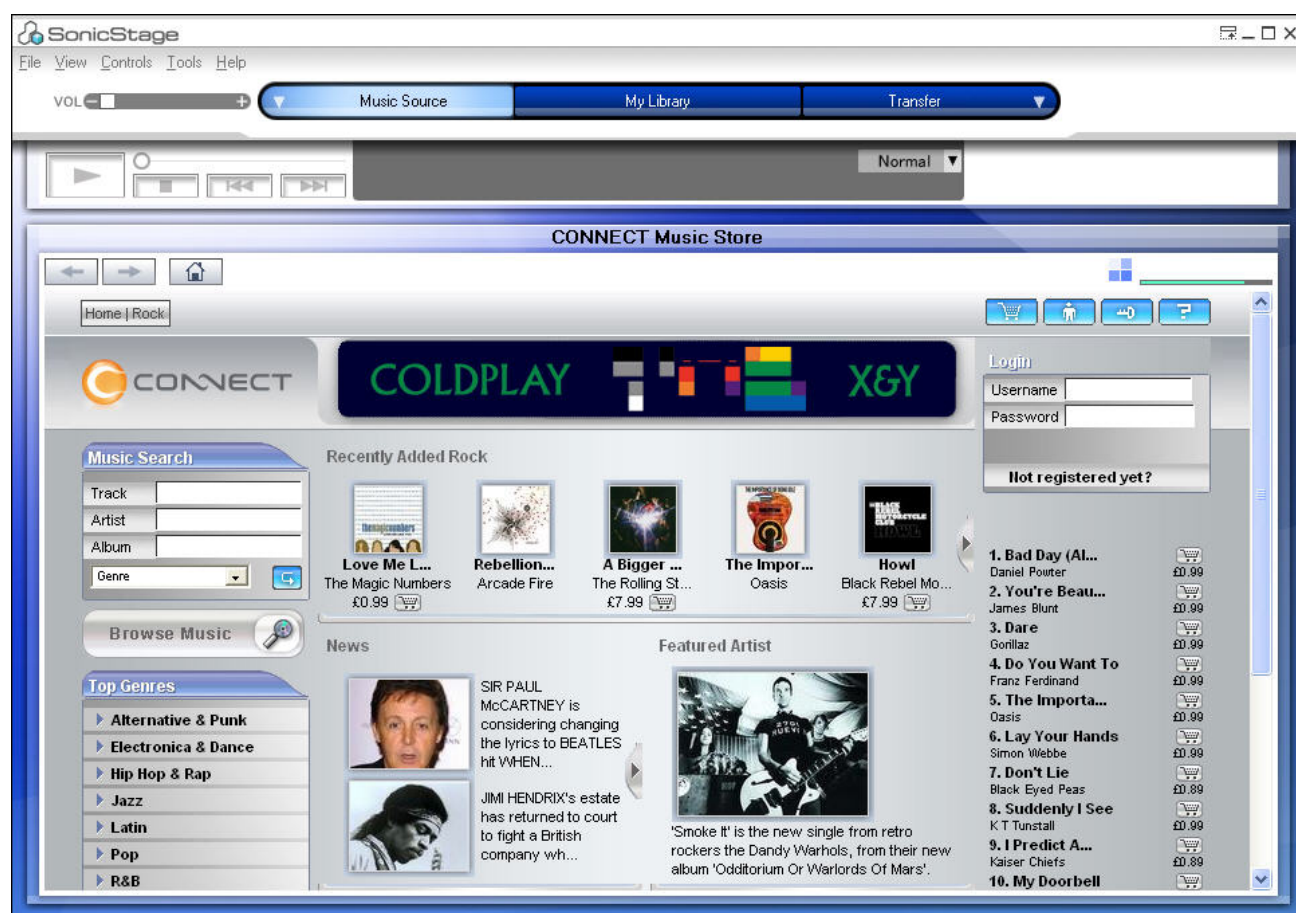 SonicStage
File View Controls Tools Help
VOL
Music Source
My Library
Transfer
Normal
CONNECT Music Store
Home | Rock
CONNECT
COLDPLAY X&Y
Login
Username
Password
Not registered yet?
Music Search
Track
Artist
Album
Genre
Browse Music
Top Genres
Alternative & Punk
Electronica & Dance
Hip Hop & Rap
Jazz
Latin
Pop
R&B
Recently Added Rock
Love Me L...
The Magic Numbers
£0.99
Rebellion...
Arcade Fire
A Bigger ...
The Rolling St...
£7.99
The Impor...
Oasis
Howl
Black Rebel Mo...
£7.99
themagicnumbers
BLACK
REBEL
MOTORCYCLE
CLUB
HOWL
News
SIR PAUL
McCARTNEY is
considering changing
the lyrics to BEATLES
hit WHEN...
JIMI HENDRIX's estate
has returned to court
to fight a British
company wh...
Featured Artist
'Smoke It' is the new single from retro
rockers the Dandy Warhols, from their new
album 'Odditorium Or Warlords Of Mars'.
1. Bad Day (Al...
Daniel Powter £0.99
2. You're Beau...
James Blunt £0.99
3. Dare
Gorillaz £0.99
4. Do You Want To
Franz Ferdinand £0.99
5. The Importa...
Oasis £0.99
6. Lay Your Hands
Simon Webbe £0.99
7. Don't Lie
Black Eyed Peas £0.89
8. Suddenly I See
K T Tunstall £0.99
9. I Predict A...
Kaiser Chiefs £0.89
10. My Doorbell